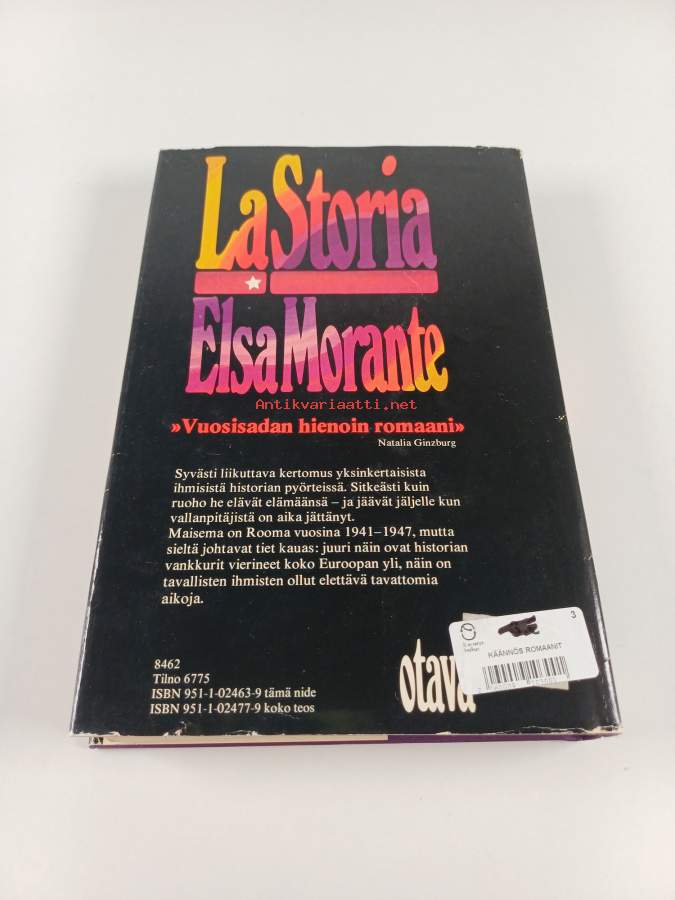 La Storia
Elsa Morante
Antikvariaatti.net
»Vuosisadan hienoin romaani»
Natalia Ginzburg
Syvästi liikuttava kertomus yksinkertaisista
ihmisistä historian pyörteissä. Sitkeästi kuin
ruoho he elävät elämäänsä – ja jäävät jäljelle kun
vallanpitäjistä on aika jättänyt.
Maisema on Rooma vuosina 1941–1947, mutta
sieltä johtavat tiet kauas: juuri näin ovat historian
vankkurit vierineet koko Euroopan yli, näin on
tavallisten ihmisten ollut elettävä tavattomia
aikoja.
3
KÄÄNNÖS ROMAANIT
otava
8462
Tilno 6775
ISBN 951-1-02463-9 tämä nide
ISBN 951-1-02477-9 koko teos